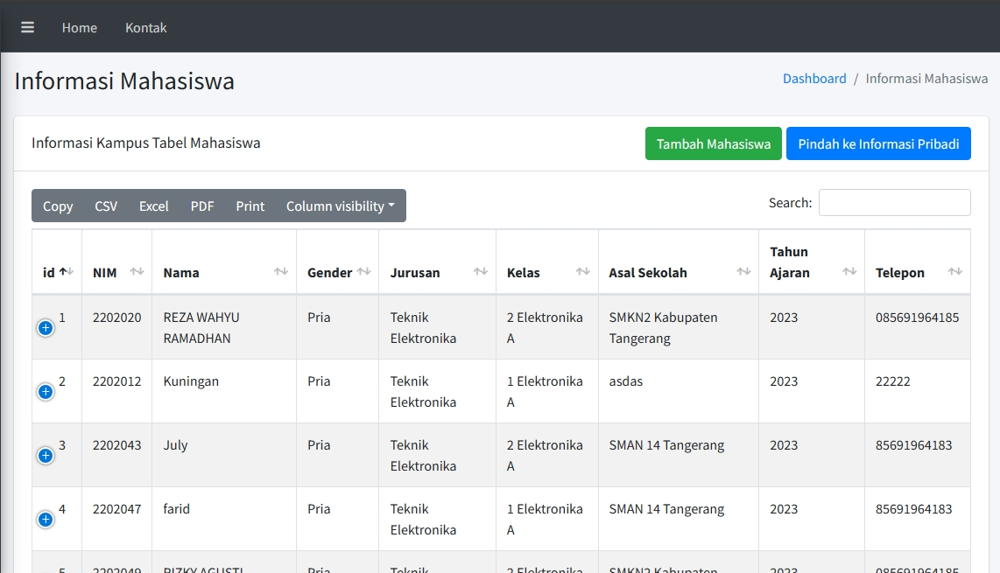 Home Kontak
Informasi Mahasiswa
Dashboard / Informasi Mahasiswa
Informasi Kampus Tabel Mahasiswa
Tambah Mahasiswa Pindah ke Informasi Pribadi
Copy CSV Excel PDF Print Column visibility
Search:
id NIM Nama Gender Jurusan Kelas Asal Sekolah Tahun Ajaran Telepon
1 2202020 REZA WAHYU RAMADHAN Pria Teknik Elektronika 2 Elektronika A SMKN2 Kabupaten Tangerang 2023 085691964185
2 2202012 Kuningan Pria Teknik Elektronika 1 Elektronika A asdas 2023 22222
3 2202043 July Pria Teknik Elektronika 2 Elektronika A SMAN 14 Tangerang 2023 85691964183
4 2202047 farid Pria Teknik Elektronika 1 Elektronika A SMAN 14 Tangerang 2023 85691964183
5 2202049 RIZKY AGUSTI Pria Teknik 2 Elektronika SMKN2 Kabupaten 2023 085691964185